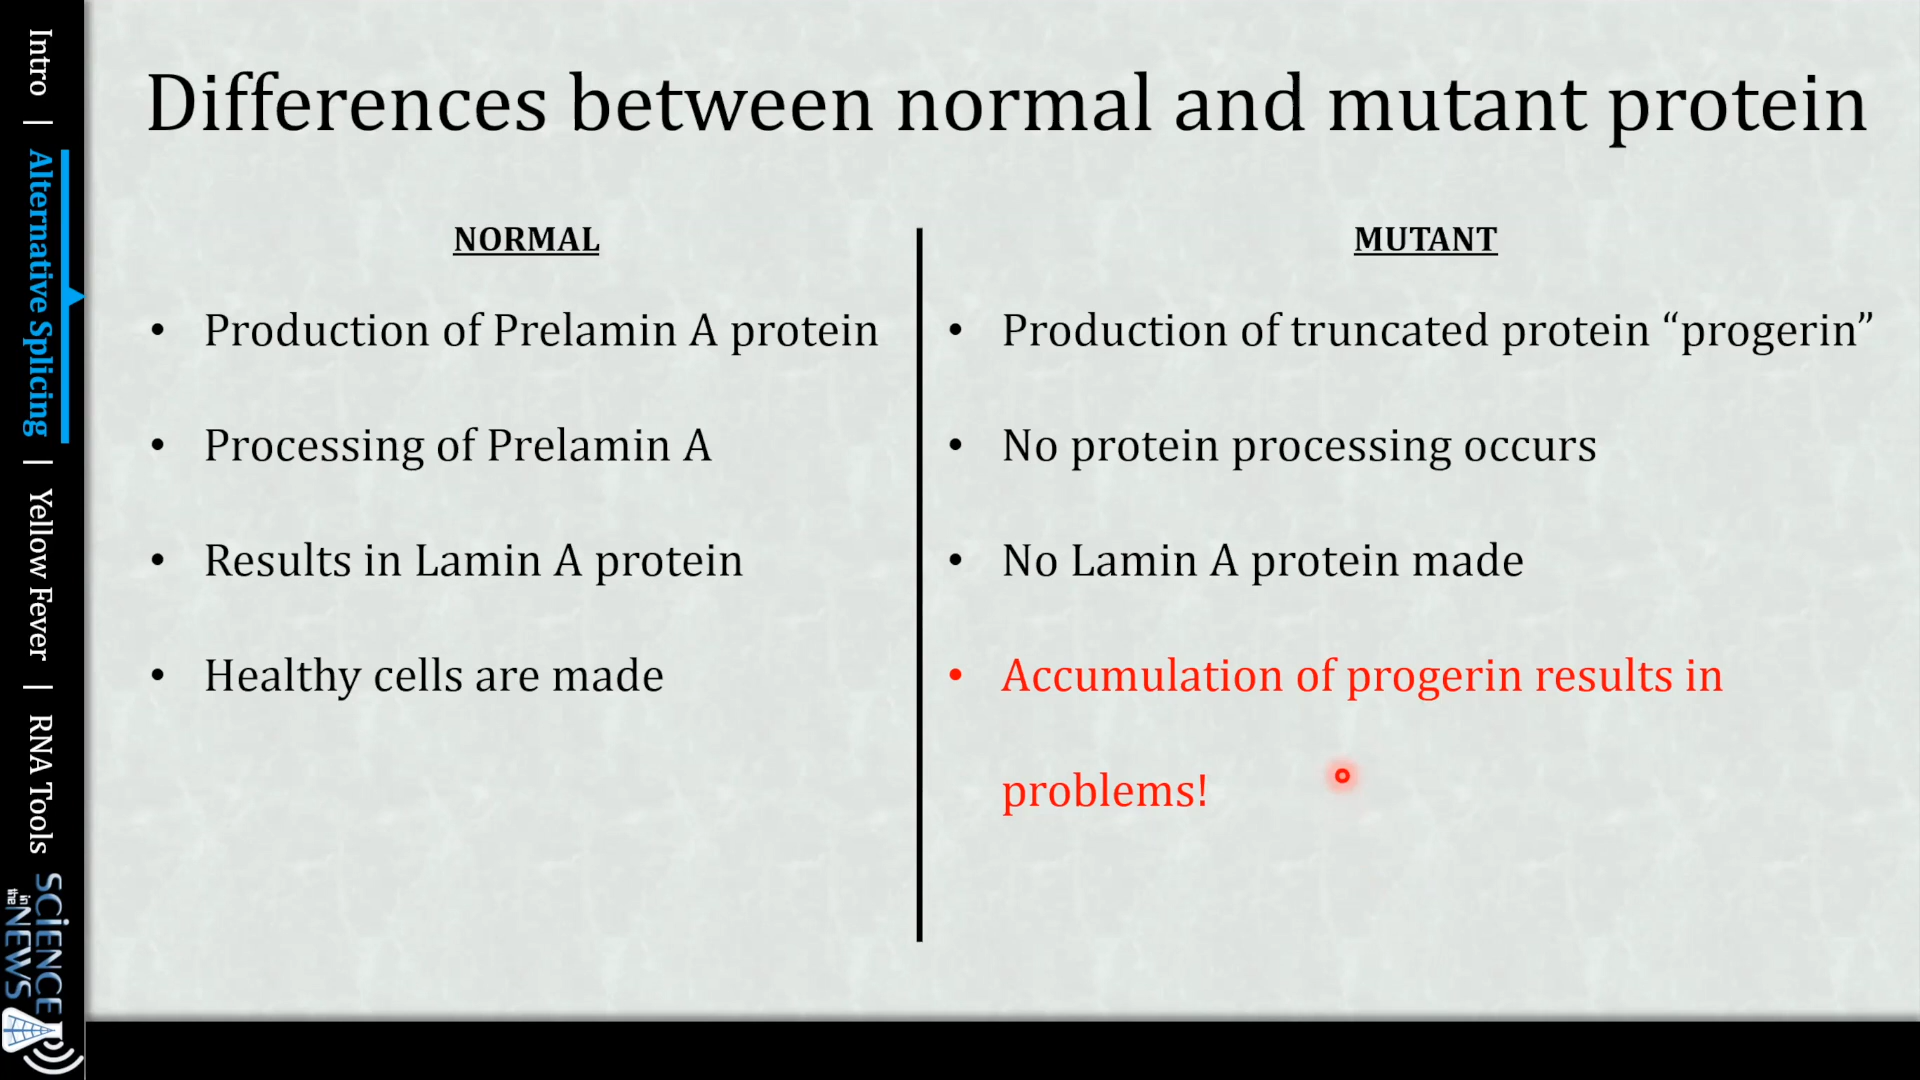 Differences between normal and mutant protein
NORMAL
• Production of Prelamin A protein
• Processing of Prelamin A
• Results in Lamin A protein
• Healthy cells are made
MUTANT
• Production of truncated protein “progerin”
• No protein processing occurs
• No Lamin A protein made
• Accumulation of progerin results in
problems!
Intro | Alternative Splicing | Yellow Fever | RNA Tools
SCiENCE
in the NEWS